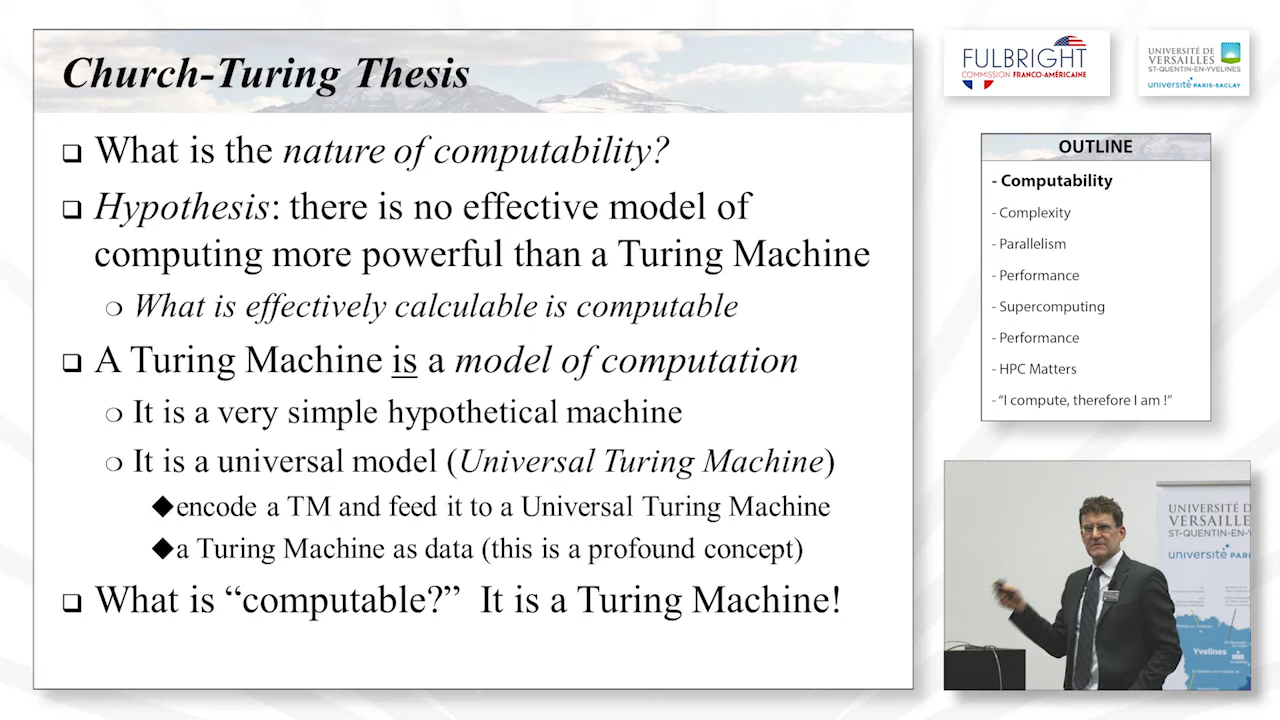 Church-Turing Thesis
❑ What is the nature of computability?
❑ Hypothesis: there is no effective model of
computing more powerful than a Turing Machine
❍ What is effectively calculable is computable
❑ A Turing Machine is a model of computation
❍ It is a very simple hypothetical machine
❍ It is a universal model (Universal Turing Machine)
◆encode a TM and feed it to a Universal Turing Machine
◆a Turing Machine as data (this is a profound concept)
❑ What is “computable?” It is a Turing Machine!
FULBRIGHT
COMMISSION FRANCO-AMÉRICAINE
UNIVERSITÉ DE
VERSAILLES
ST-QUENTIN-EN-YVELINES
université PARIS-SACLAY
OUTLINE
- Computability
- Complexity
- Parallelism
- Performance
- Supercomputing
- Performance
- HPC Matters
- “I compute, therefore I am !”
UNIVERSITÉ D
VERSAILLE
ST-QUENTIN-EN-Y
université PARI
Yvelines